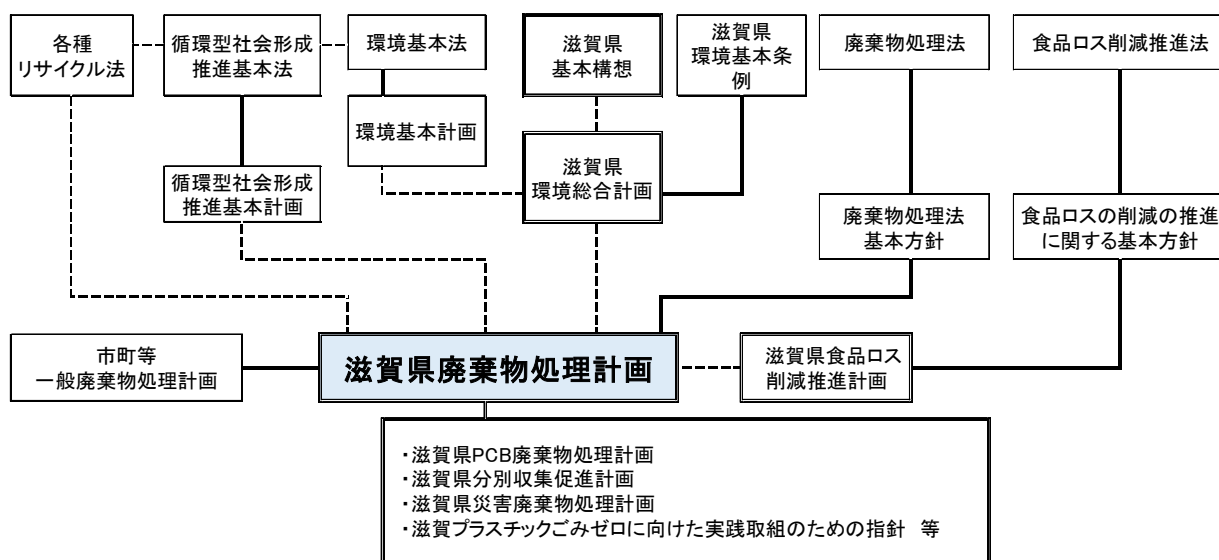 各種
リサイクル法
循環型社会形成
推進基本法
環境基本法
滋賀県
基本構想
滋賀県
環境基本条
例
廃棄物処理法
食品ロス削減推進法
環境基本計画
循環型社会形成
推進基本計画
滋賀県
環境総合計画
廃棄物処理法
基本方針
食品ロスの削減の推進
に関する基本方針
市町等
一般廃棄物処理計画
滋賀県廃棄物処理計画
滋賀県食品ロス
削減推進計画
・滋賀県PCB廃棄物処理計画
・滋賀県分別収集促進計画
・滋賀県災害廃棄物処理計画
・滋賀プラスチックごみゼロに向けた実践取組のための指針　等